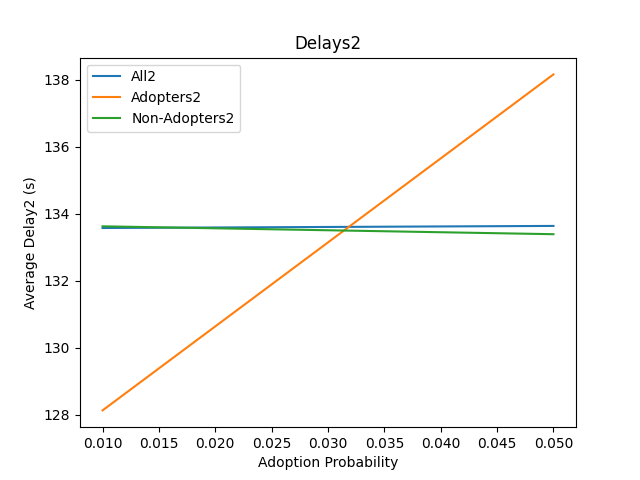 Delays2
All2
Adopters2
Non-Adopters2
Average Delay2 (s)
138
136
134
132
130
128
0.010 0.015 0.020 0.025 0.030 0.035 0.040 0.045 0.050
Adoption Probability